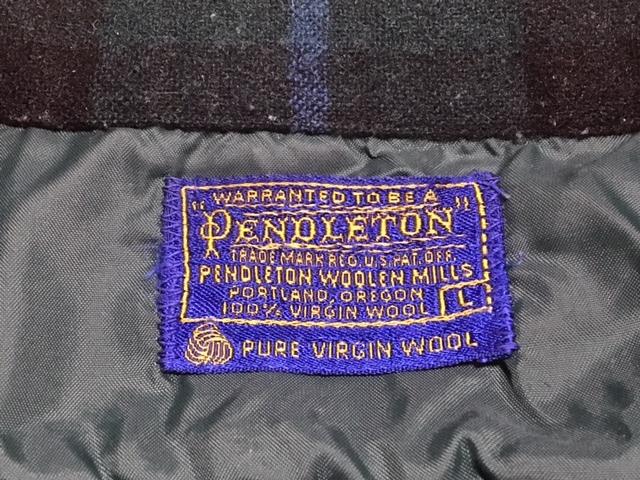 WARRANTED TO BE A
"PENDLETON"
TRADE MARK REG. U.S. PAT. OFF.
PENDLETON WOOLEN MILLS
PORTLAND, OREGON
100% VIRGIN WOOL L
PURE VIRGIN WOOL